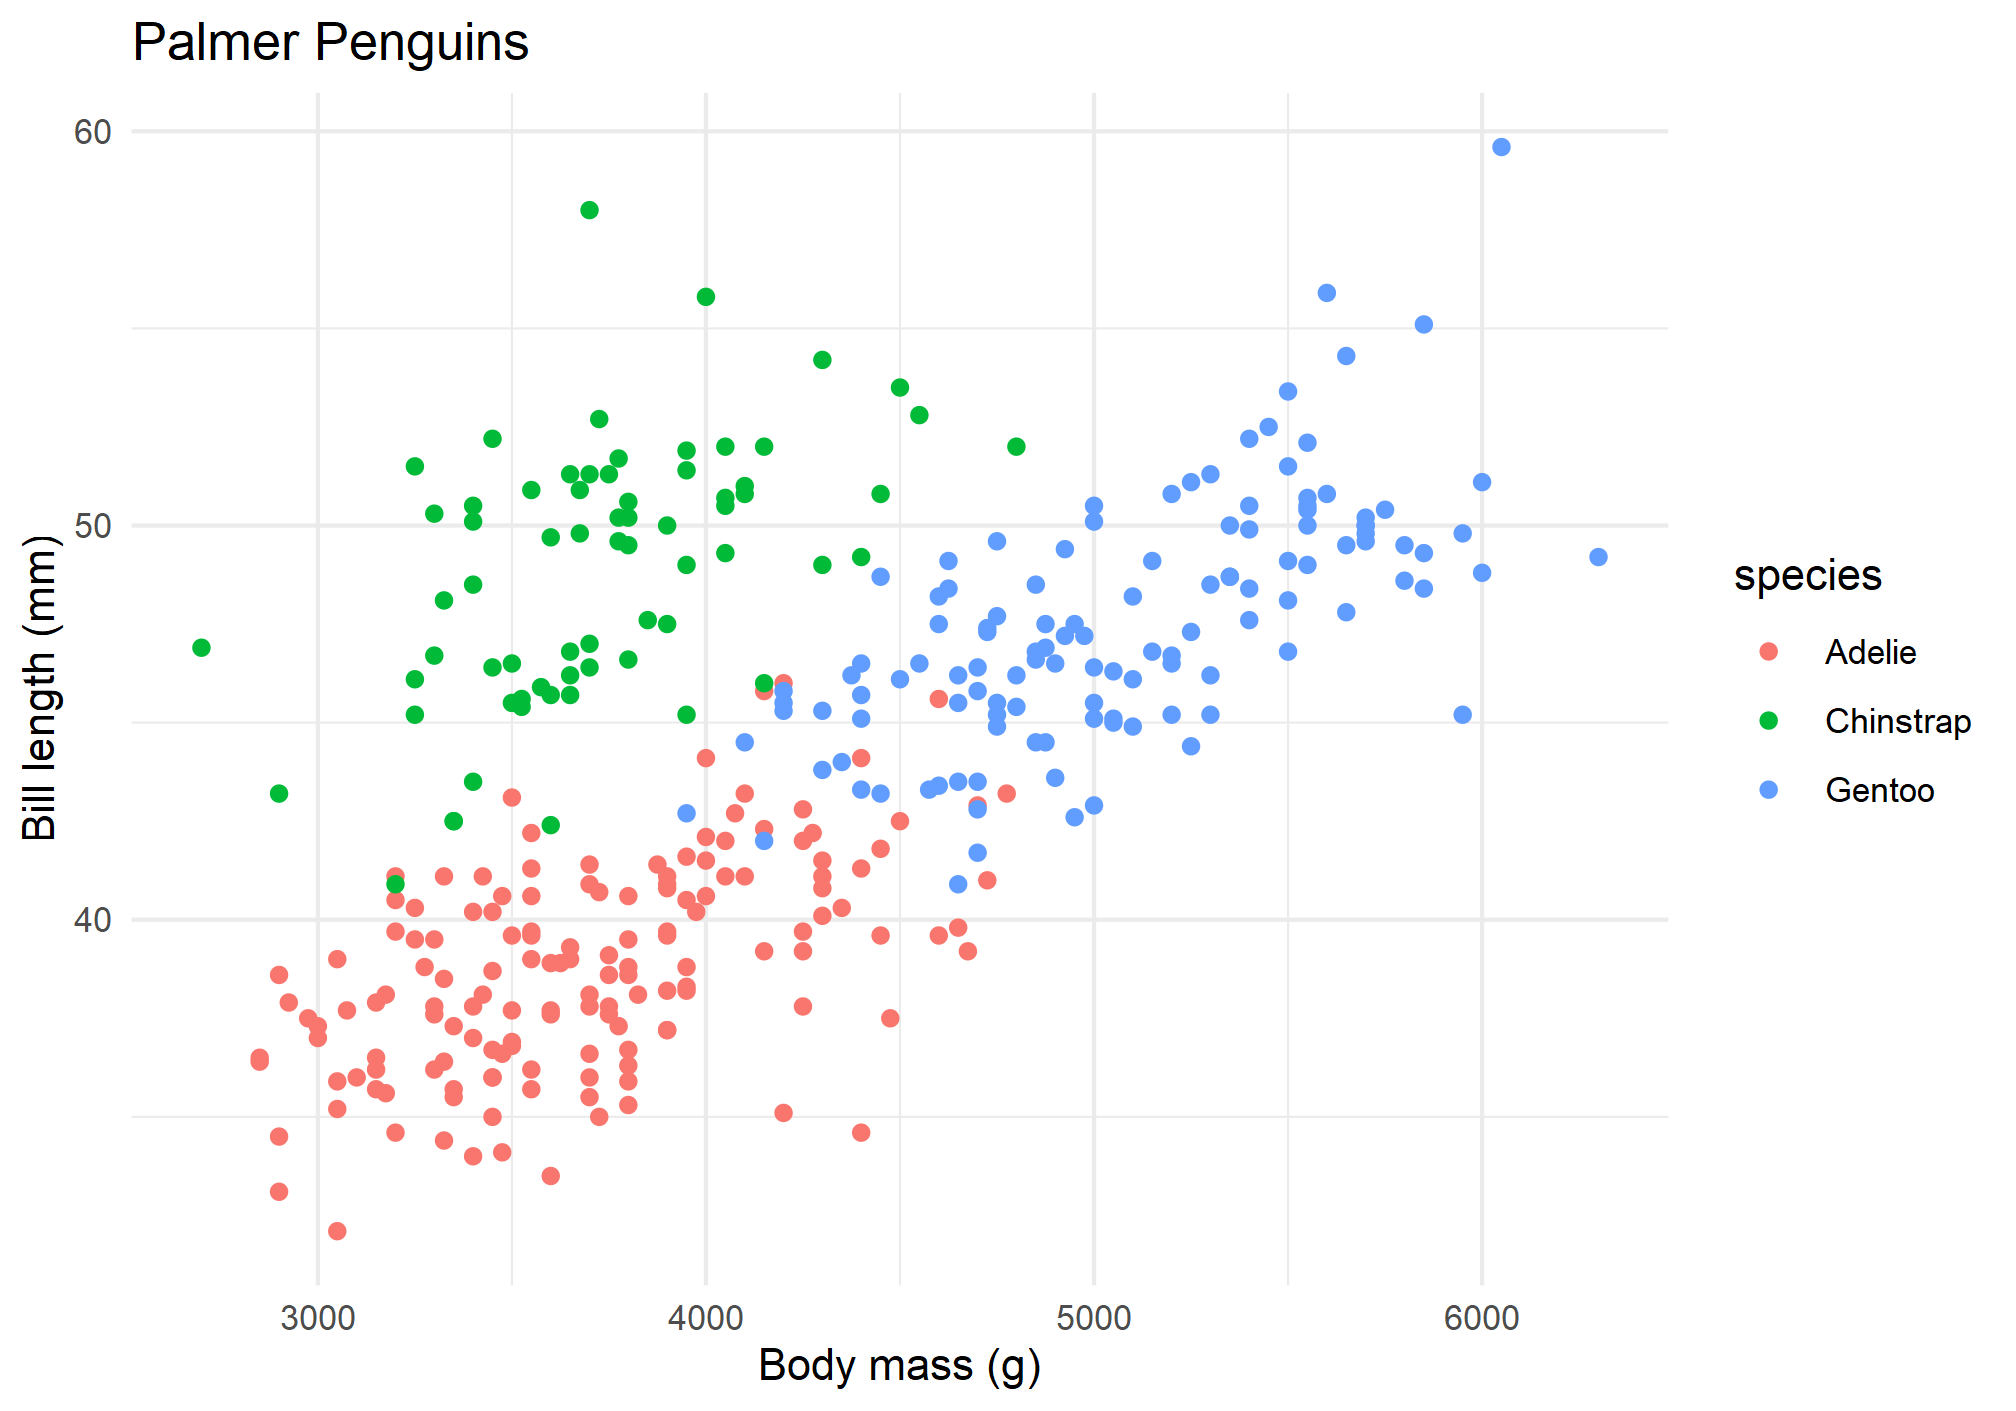 Palmer Penguins
60
50
40
Bill length (mm)
3000
4000
5000
6000
Body mass (g)
species
Adelie
Chinstrap
Gentoo